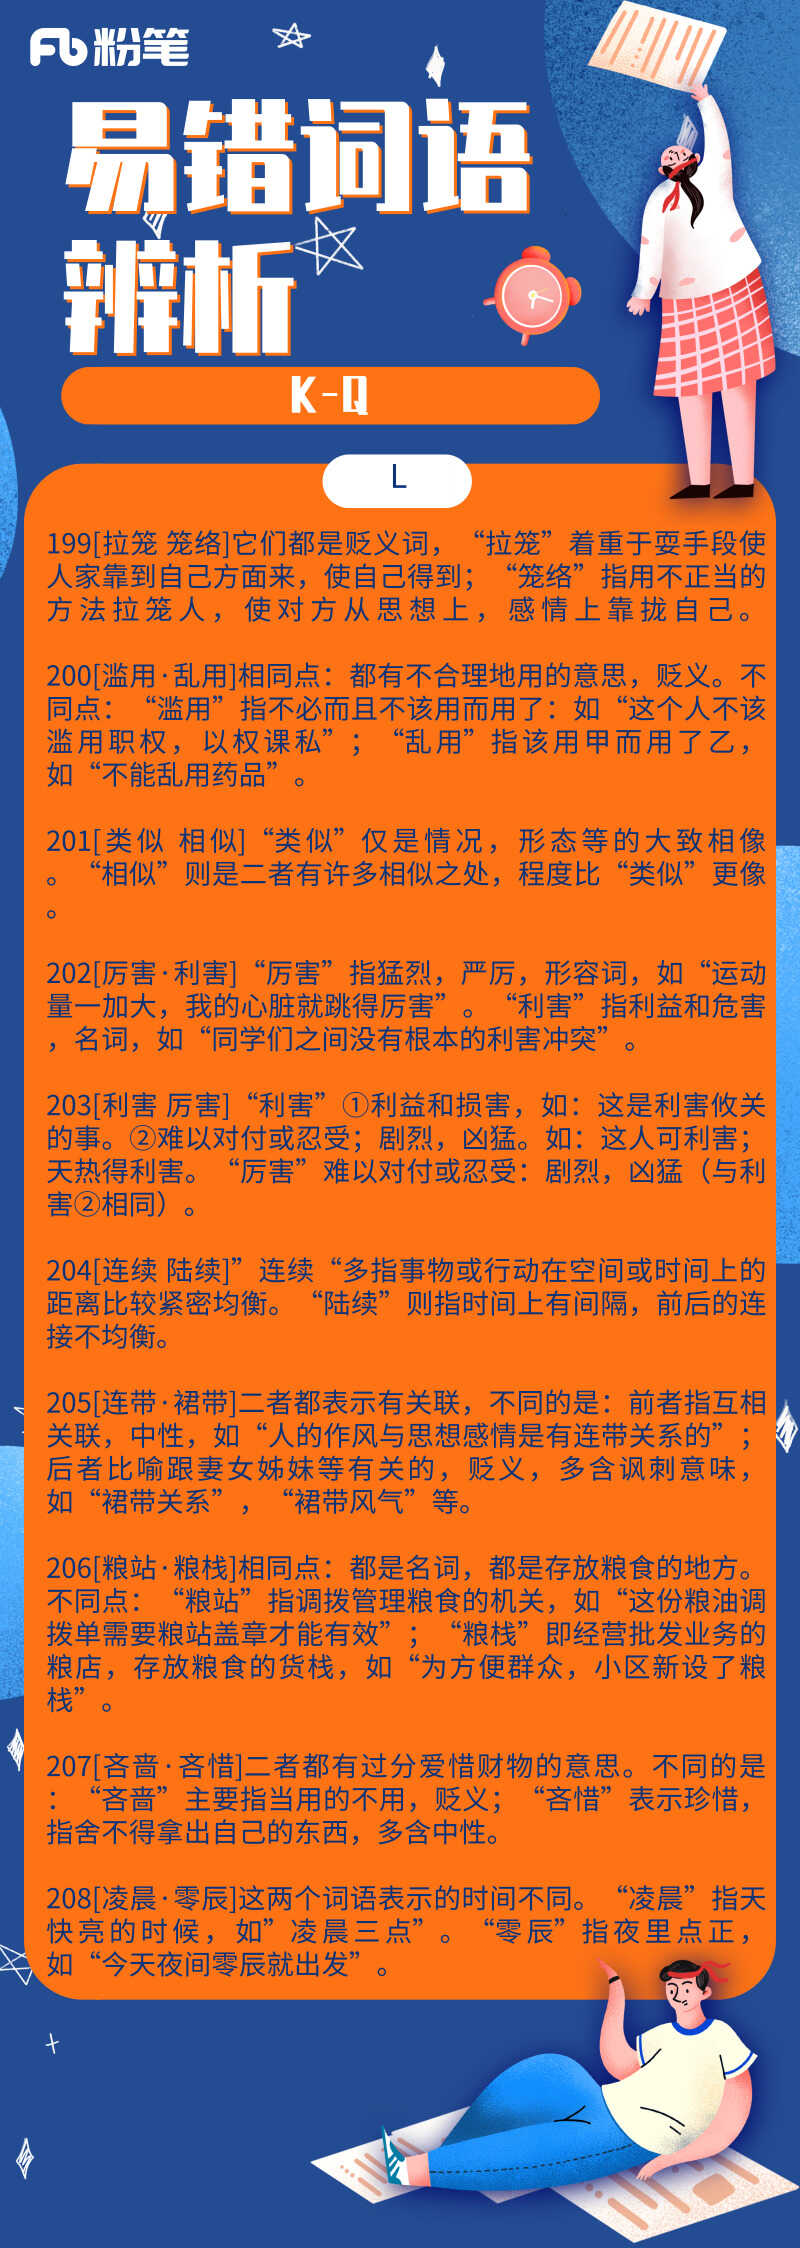 粉笔
易错词语
辨析
K-Q
L
199[拉笼 笼络]它们都是贬义词，“拉笼”着重于耍手段使
人家靠到自己方面来，使自己得到；“笼络”指用不正当的
方法拉笼人，使对方从思想上，感情上靠拢自己。
200[滥用·乱用]相同点：都有不合理地用的意思，贬义。不
同点：“滥用”指不必而且不该用而用了：如“这个人不该
滥用职权，以权课私”；“乱用”指该用甲而用了乙，
如“不能乱用药品”。
201[类似 相似]“类似”仅是情况，形态等的大致相像
。“相似”则是二者有许多相似之处，程度比“类似”更像
。
202[厉害·利害]“厉害”指猛烈，严厉，形容词，如“运动
量一加大，我的心脏就跳得厉害”。“利害”指利益和危害
，名词，如“同学们之间没有根本的利害冲突”。
203[利害 厉害]“利害”①利益和损害，如：这是利害攸关
的事。②难以对付或忍受；剧烈，凶猛。如：这人可利害；
天热得利害。“厉害”难以对付或忍受：剧烈，凶猛（与利
害②相同）。
204[连续 陆续]”连续“多指事物或行动在空间或时间上的
距离比较紧密均衡。“陆续”则指时间上有间隔，前后的连
接不均衡。
205[连带·裙带]二者都表示有关联，不同的是：前者指互相
关联，中性，如“人的作风与思想感情是有连带关系的”；
后者比喻跟妻女姊妹等有关的，贬义，多含讽刺意味，
如“裙带关系”，“裙带风气”等。
206[粮站·粮栈]相同点：都是名词，都是存放粮食的地方。
不同点：“粮站”指调拨管理粮食的机关，如“这份粮油调
拨单需要粮站盖章才能有效”；“粮栈”即经营批发业务的
粮店，存放粮食的货栈，如“为方便群众，小区新设了粮
栈”。
207[吝啬·吝惜]二者都有过分爱惜财物的意思。不同的是
：“吝啬”主要指当用的不用，贬义；“吝惜”表示珍惜，
指舍不得拿出自己的东西，多含中性。
208[凌晨·零辰]这两个词语表示的时间不同。“凌晨”指天
快亮的时候，如”凌晨三点”。“零辰”指夜里点正，
如“今天夜间零辰就出发”。